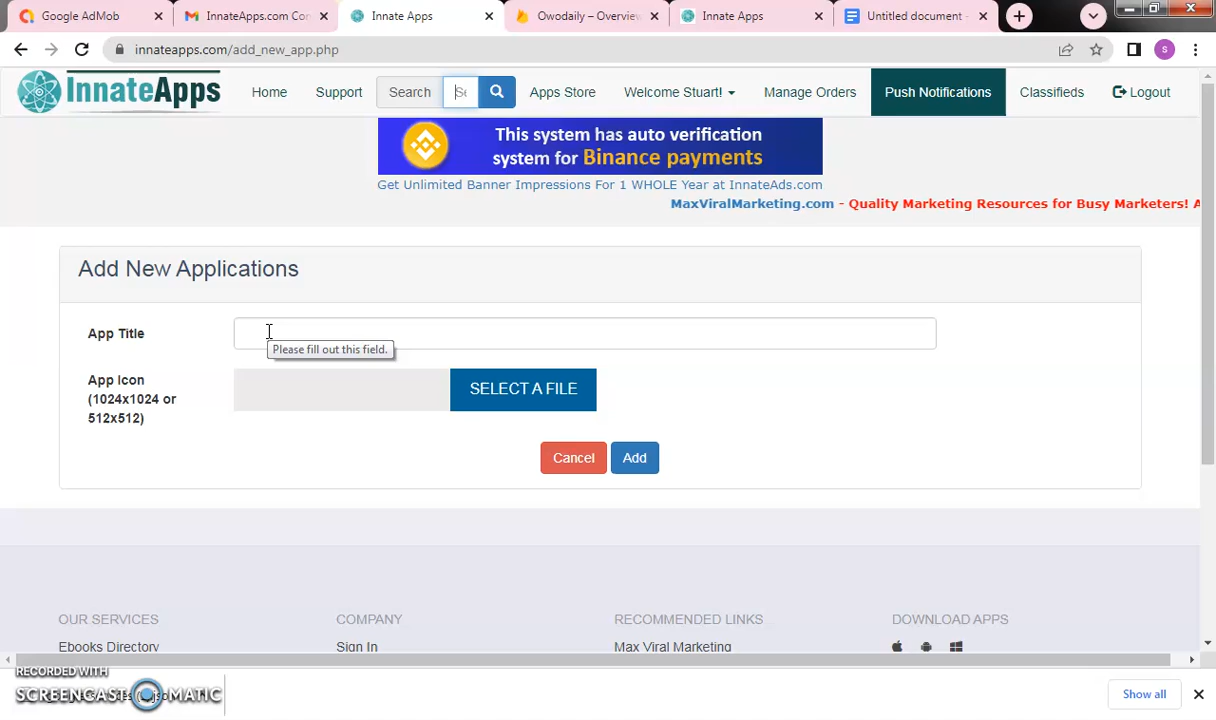 Google AdMob
InnateApps.com Con
Innate Apps
Owodaily – Overview
Innate Apps
Untitled document -
innateapps.com/add_new_app.php
S
InnateApps
Home
Support
Search
Se
Apps Store
Welcome Stuart!
Manage Orders
Push Notifications
Classifieds
Logout
This system has auto verification
system for Binance payments
Get Unlimited Banner Impressions For 1 WHOLE Year at InnateAds.com
MaxViralMarketing.com - Quality Marketing Resources for Busy Marketers! A
Add New Applications
App Title
Please fill out this field.
App Icon
(1024x1024 or
512x512)
SELECT A FILE
Cancel
Add
OUR SERVICES
COMPANY
RECOMMENDED LINKS
DOWNLOAD APPS
Ebooks Directory
Sign In
Max Viral Marketing
RECORDED WITH
SCREENCAST MATIC
Show all